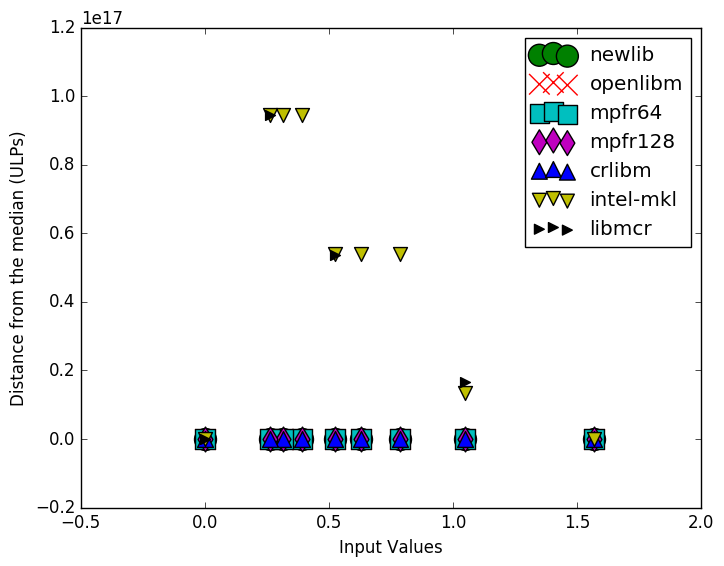 1e17
1.2
1.0
0.8
0.6
0.4
0.2
0.0
−0.2
−0.5
0.0
0.5
1.0
1.5
2.0
Distance from the median (ULPs)
Input Values
newlib
openlibm
mpfr64
mpfr128
crlibm
intel-mkl
libmcr